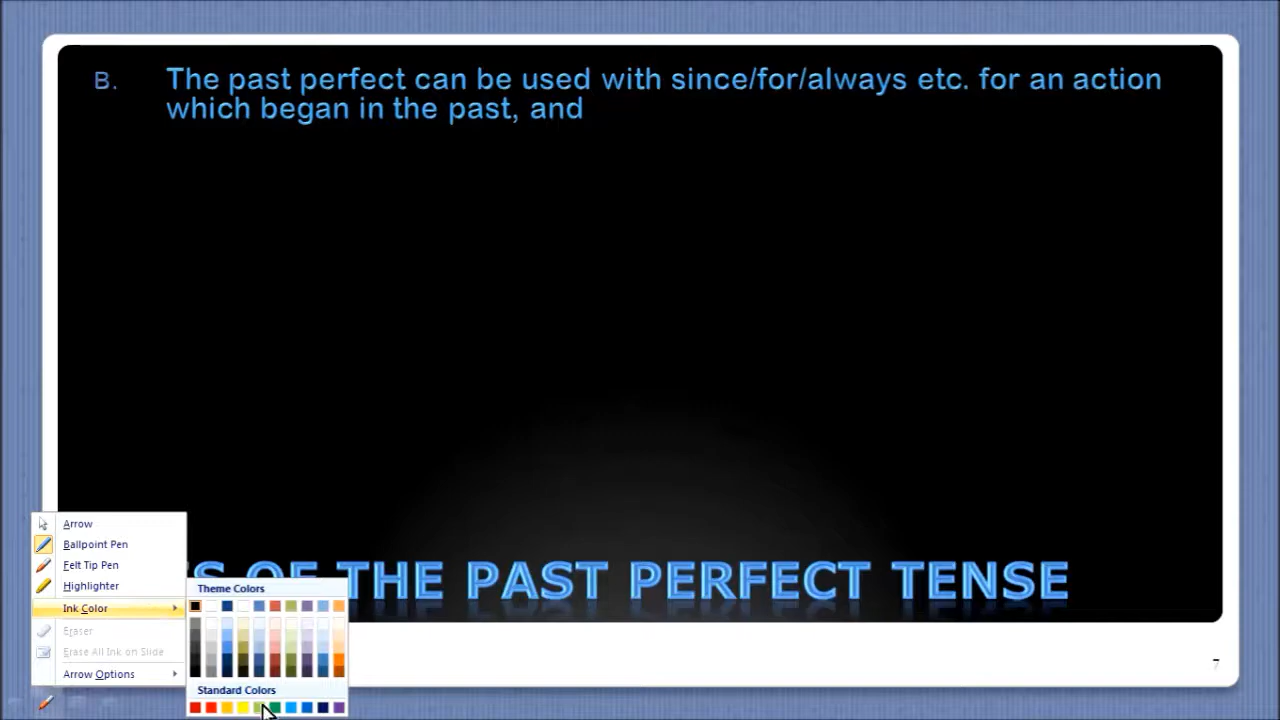 B. The past perfect can be used with since/for/always etc. for an action
which began in the past, and
Arrow
Ballpoint Pen
Felt Tip Pen
Highlighter
Ink Color
Eraser
Erase All Ink on Slide
Arrow Options
Theme Colors
Standard Colors
OF THE PAST PERFECT TENSE
7